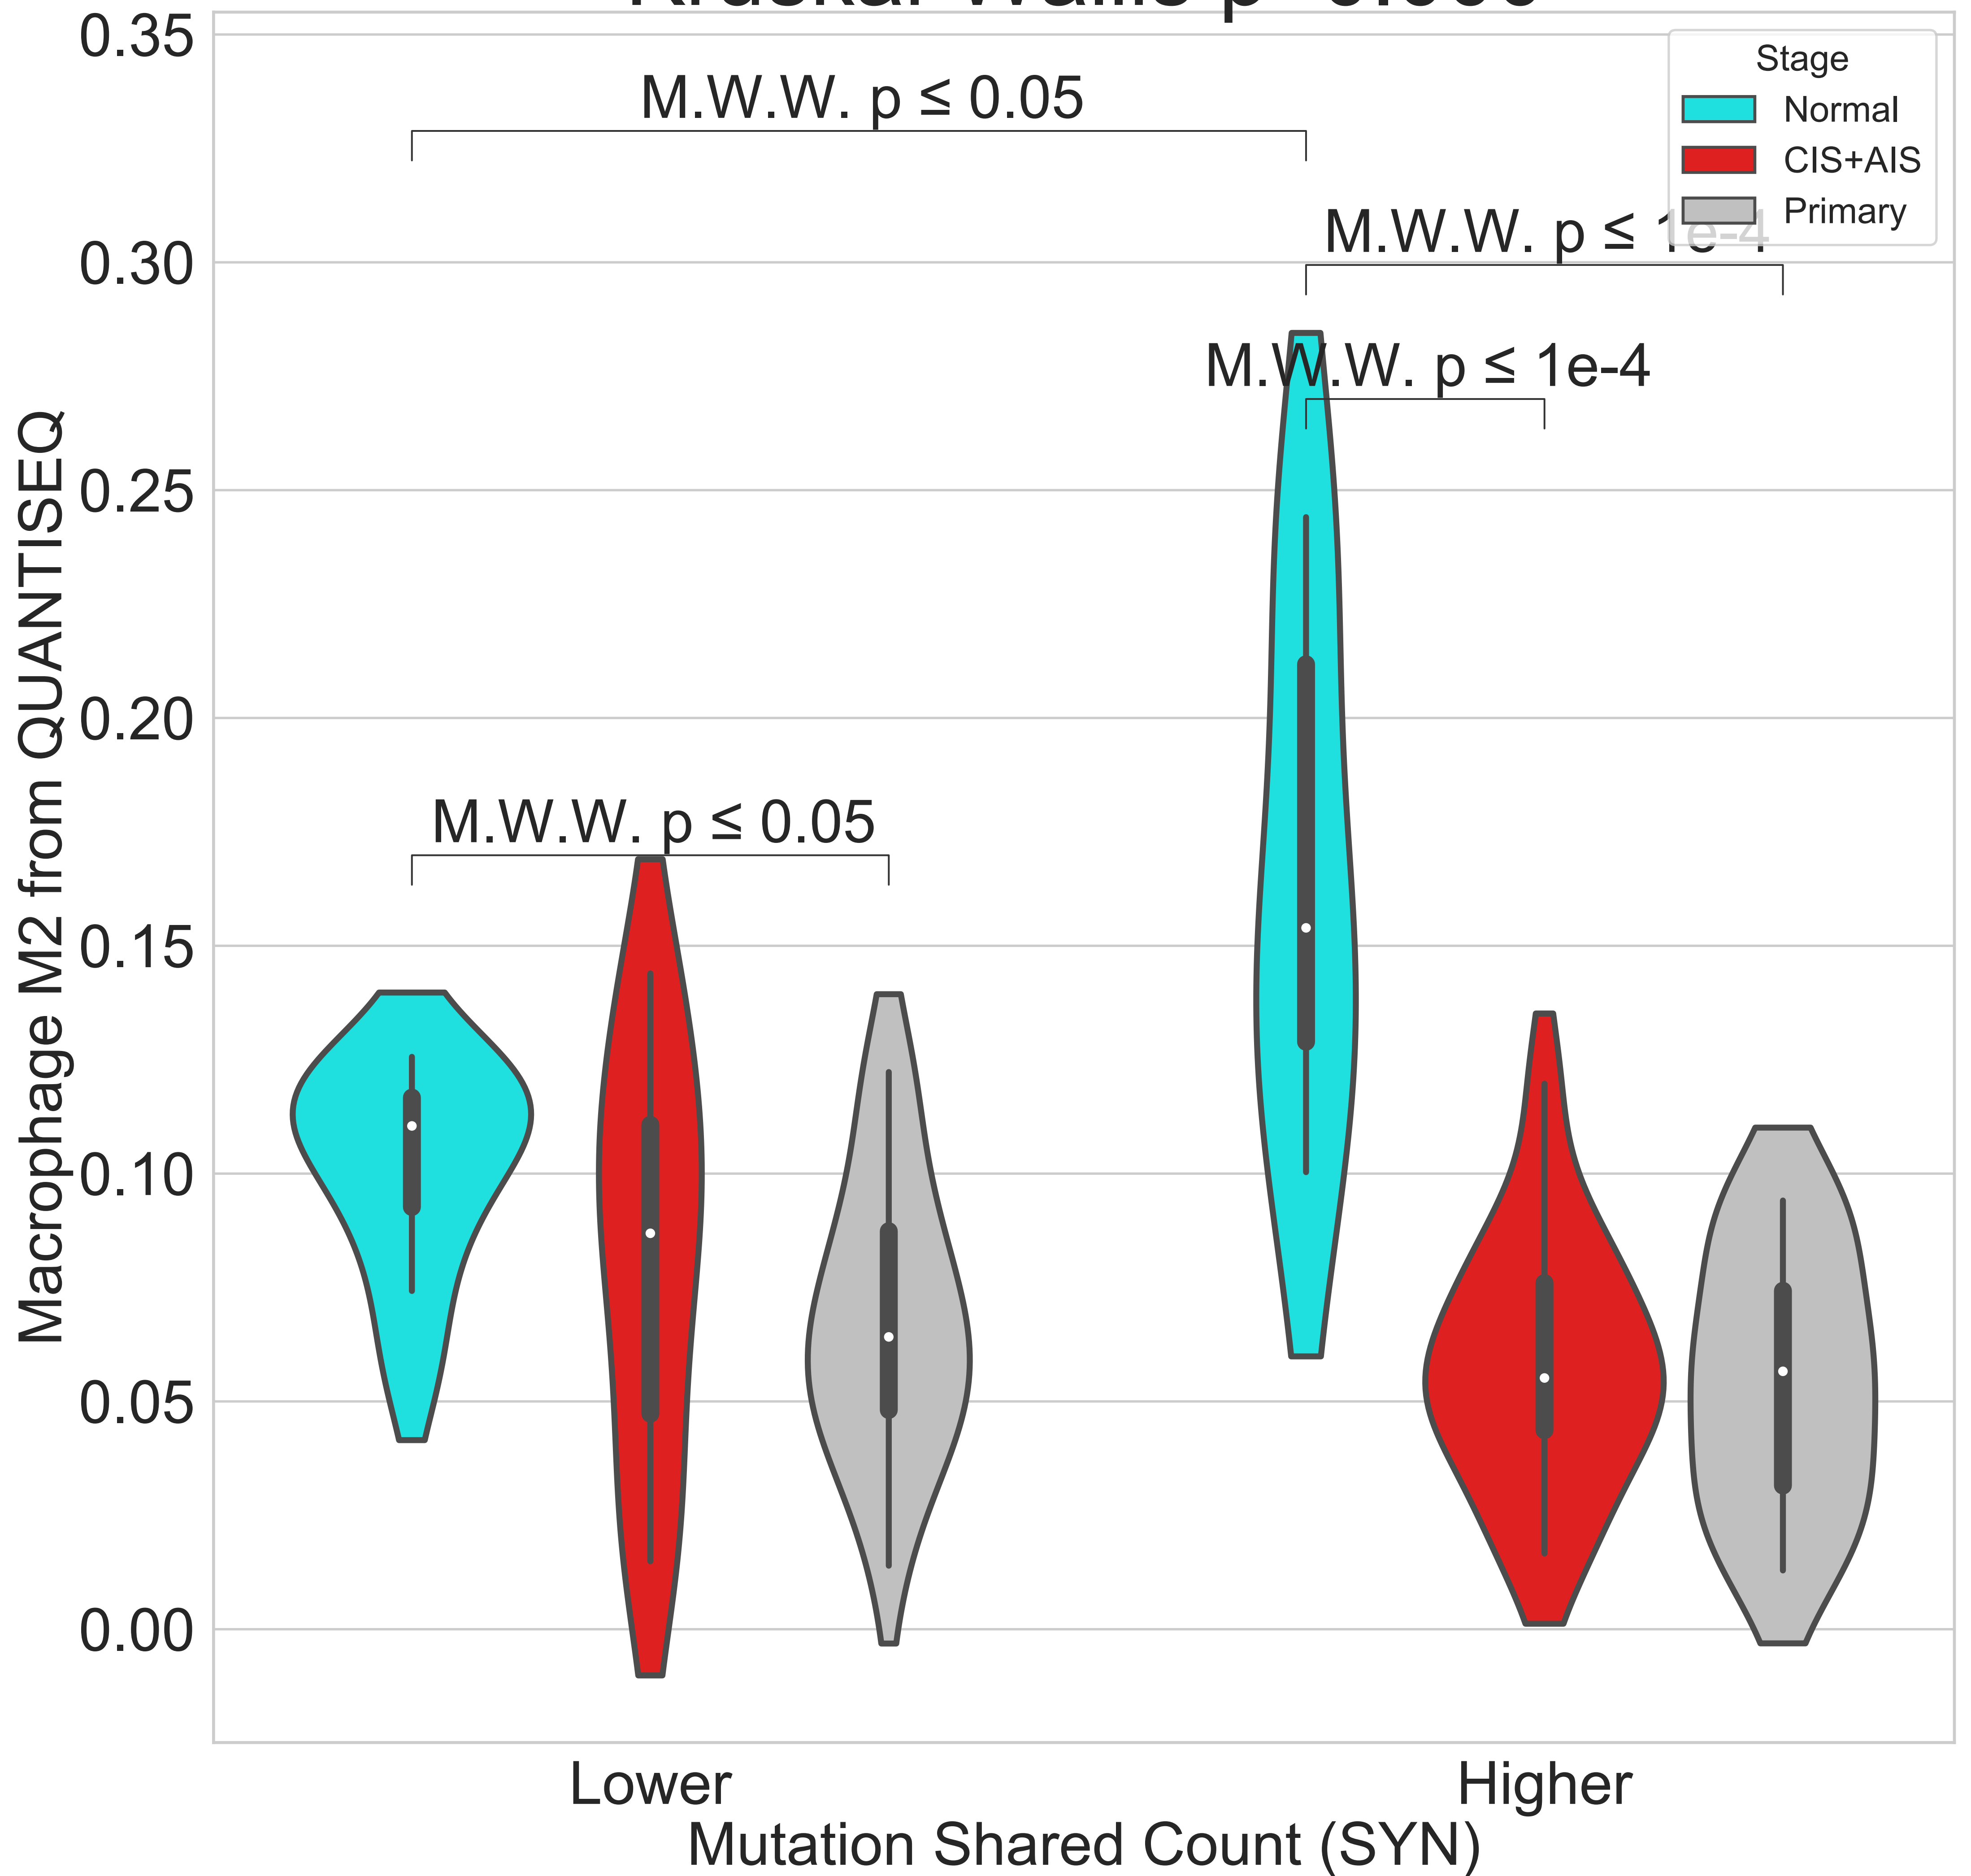 0.35
0.30
0.25
0.20
0.15
0.10
0.05
0.00
Macrophage M2 from QUANTISEQ
M.W.W. p ≤ 0.05
M.W.W. p ≤ 1e-4
M.W.W. p ≤ 1e-4
M.W.W. p ≤ 0.05
Stage
Normal
CIS+AIS
Primary
Lower
Higher
Mutation Shared Count (SYN)